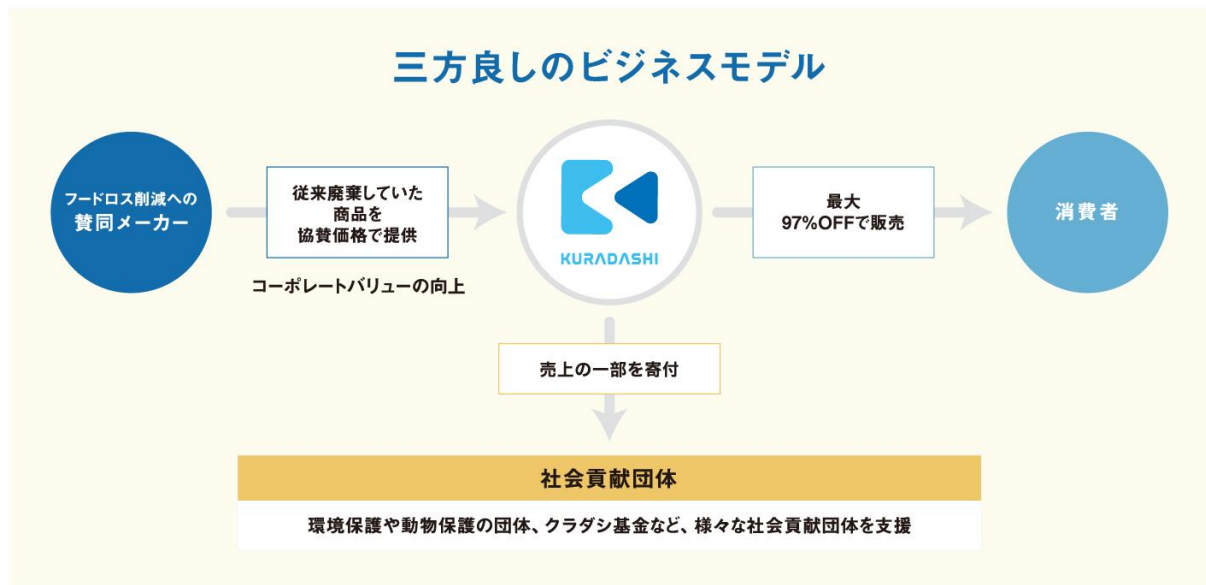 三方良しのビジネスモデル
フードロス削減への
賛同メーカー
従来廃棄していた
商品を
協賛価格で提供
コーポレートバリューの向上
KURADASHI
最大
97%OFFで販売
消費者
売上の一部を寄付
社会貢献団体
環境保護や動物保護の団体、クラダシ基金など、様々な社会貢献団体を支援